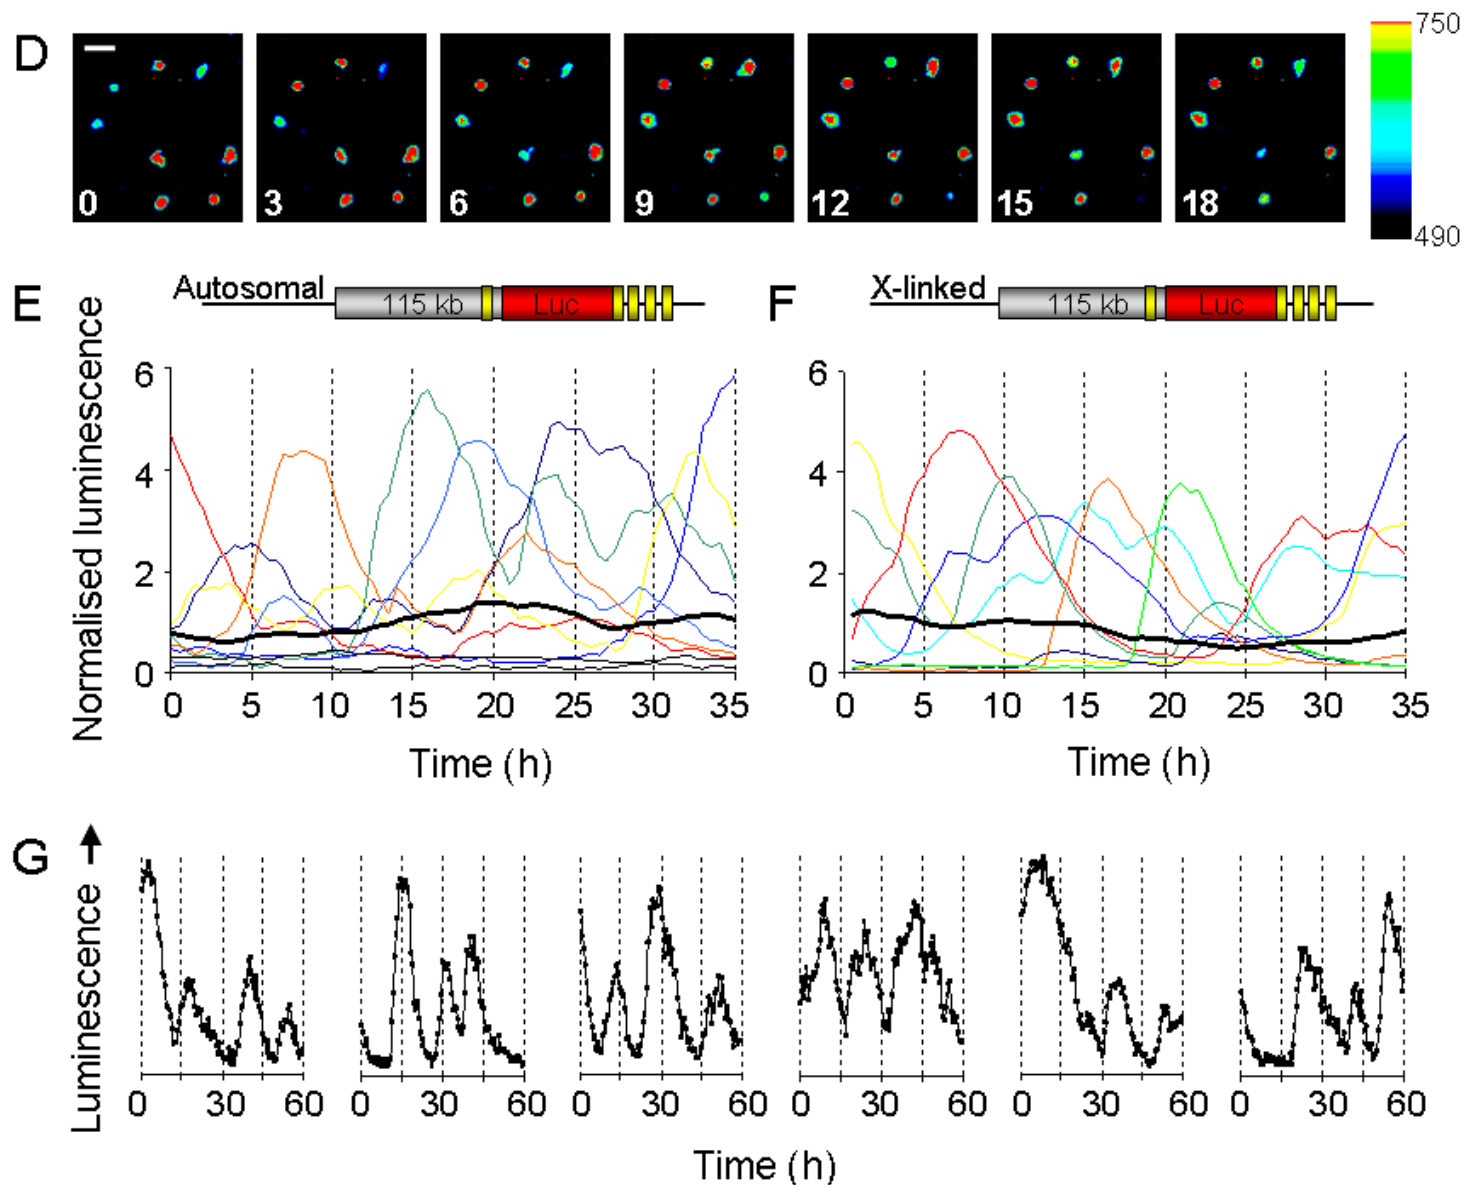 D
0 3 6 9 12 15 18
750
490
E
Autosomal 115 kb Luc
F
X-linked 115 kb Luc
Normalised luminescence
6
4
2
0
0 5 10 15 20 25 30 35
Time (h)
6
4
2
0
0 5 10 15 20 25 30 35
Time (h)
G
Luminescence
0 30 60 0 30 60 0 30 60 0 30 60 0 30 60 0 30 60
Time (h)